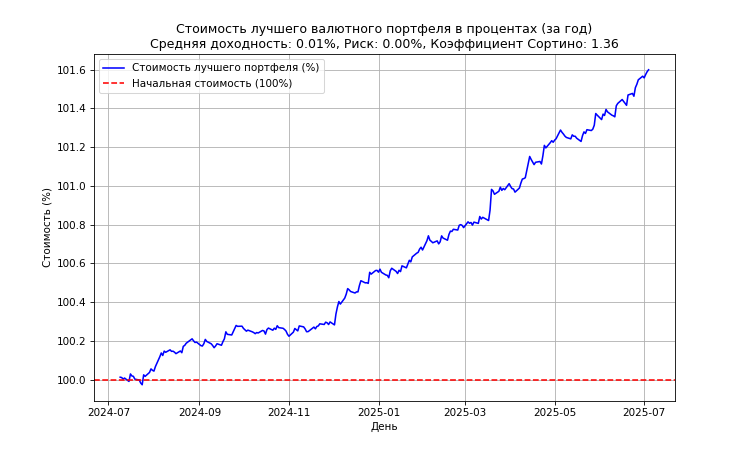 Стоимость лучшего валютного портфеля в процентах (за год)
Средняя доходность: 0.01%, Риск: 0.00%, Коэффициент Сортино: 1.36
Стоимость лучшего портфеля (%)
Начальная стоимость (100%)
Стоимость (%)
101.6
101.4
101.2
101.0
100.8
100.6
100.4
100.2
100.0
2024-07
2024-09
2024-11
2025-01
2025-03
2025-05
2025-07
День